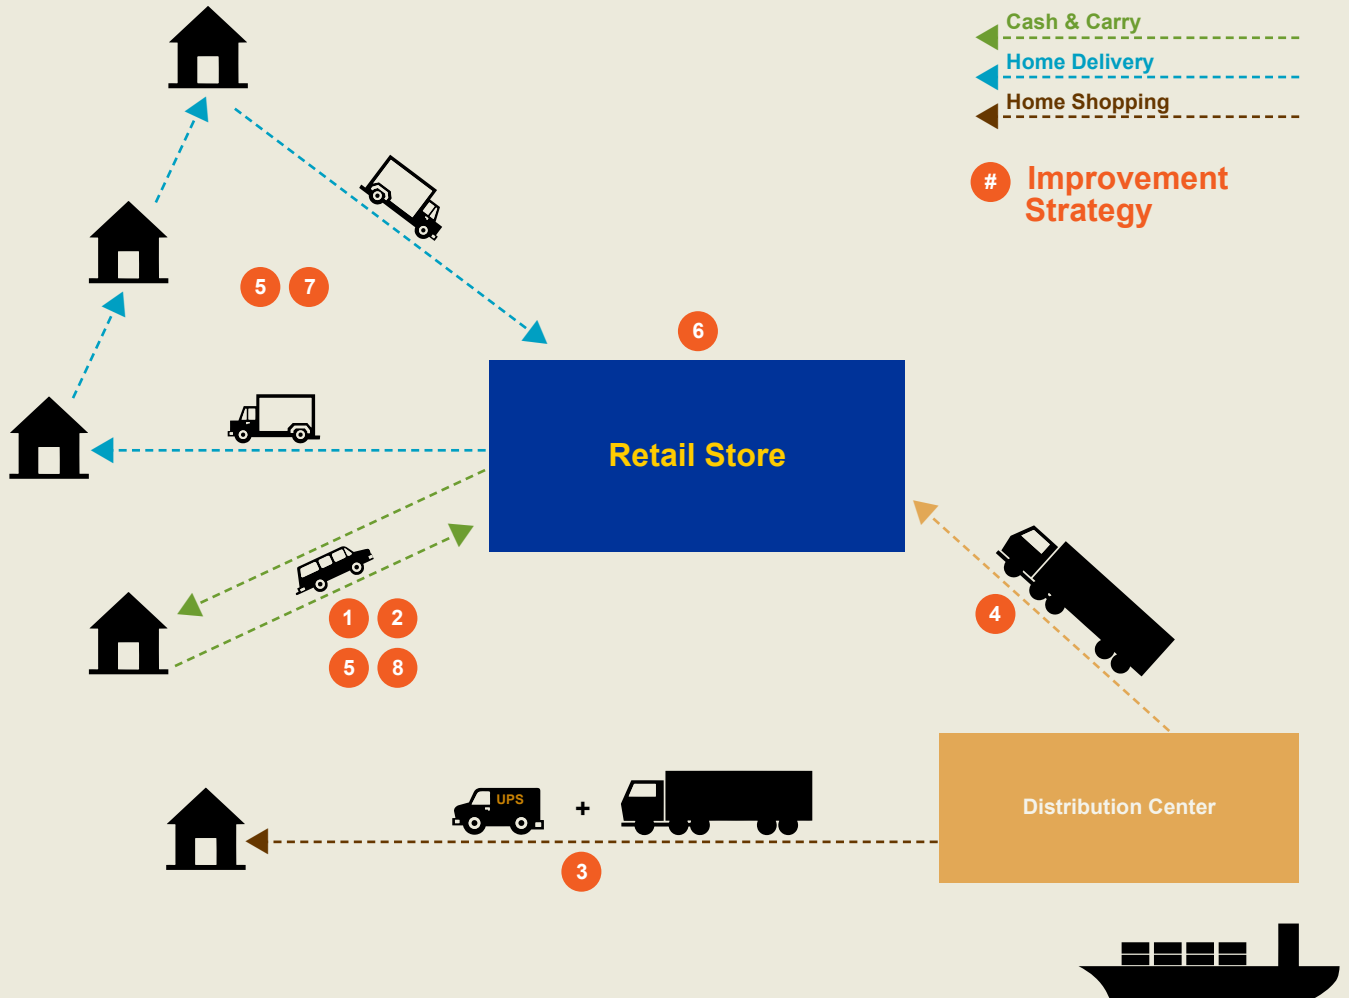 Cash & Carry
Home Delivery
Home Shopping
# Improvement
Strategy
5 7
6
Retail Store
1 2
5 8
4
UPS
+
Distribution Center
3